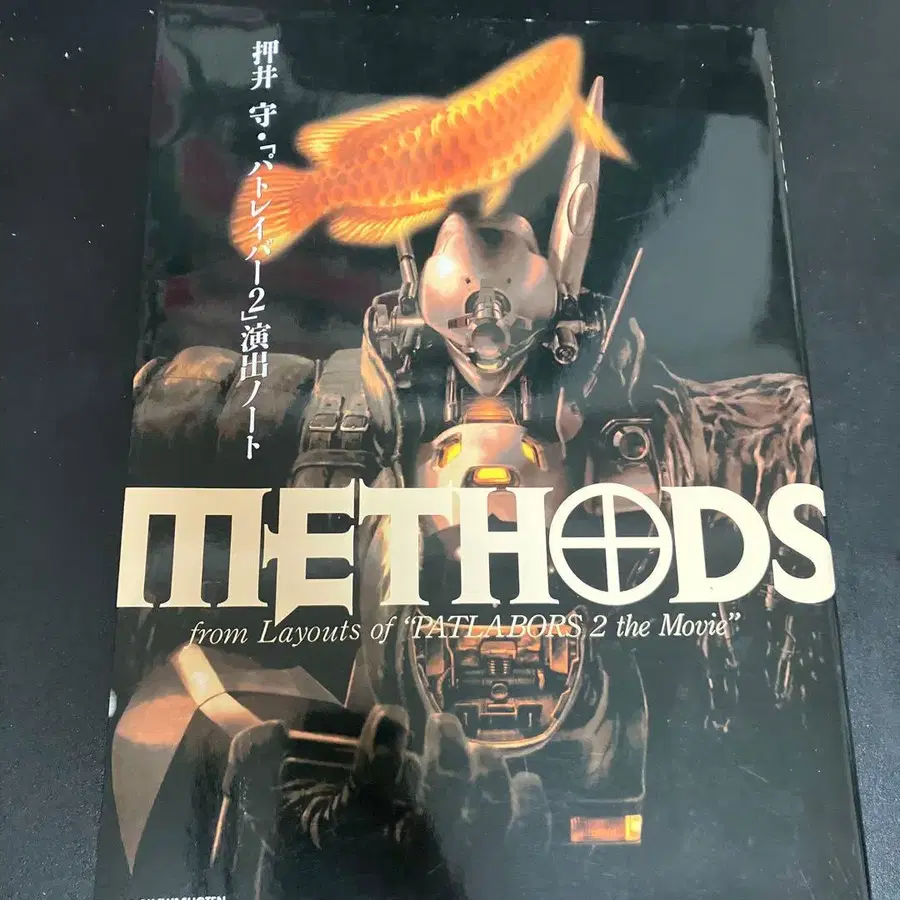 押井 守・「パトレイバー2」演出ノート
METHODS
from Layouts of "PATLABORS 2 the Movie"